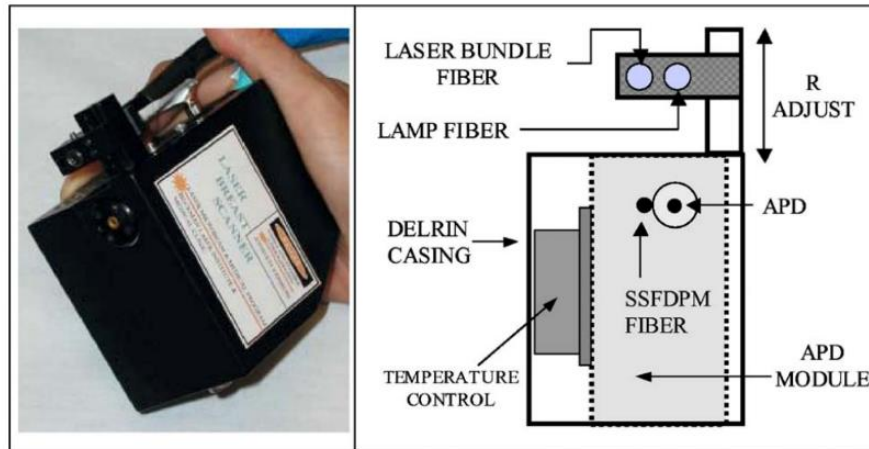 LASER
BREAST
SCANNER
LASER BUNDLE
FIBER
LAMP FIBER
R
ADJUST
APD
DELRIN
CASING
SSFDPM
FIBER
TEMPERATURE
CONTROL
APD
MODULE